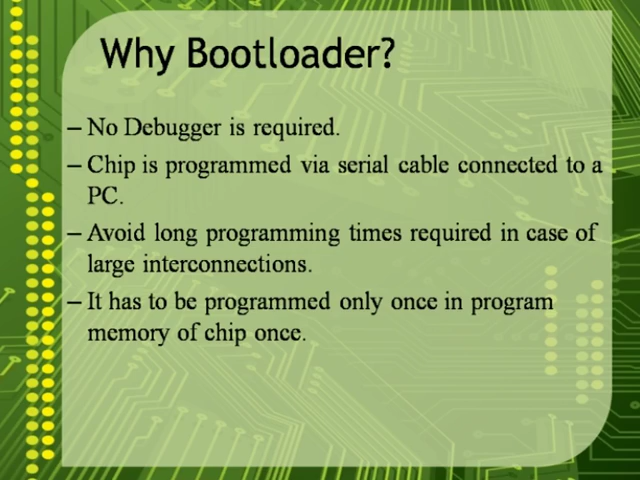 Why Bootloader?
– No Debugger is required.
– Chip is programmed via serial cable connected to a
PC.
– Avoid long programming times required in case of
large interconnections.
– It has to be programmed only once in program
memory of chip once.